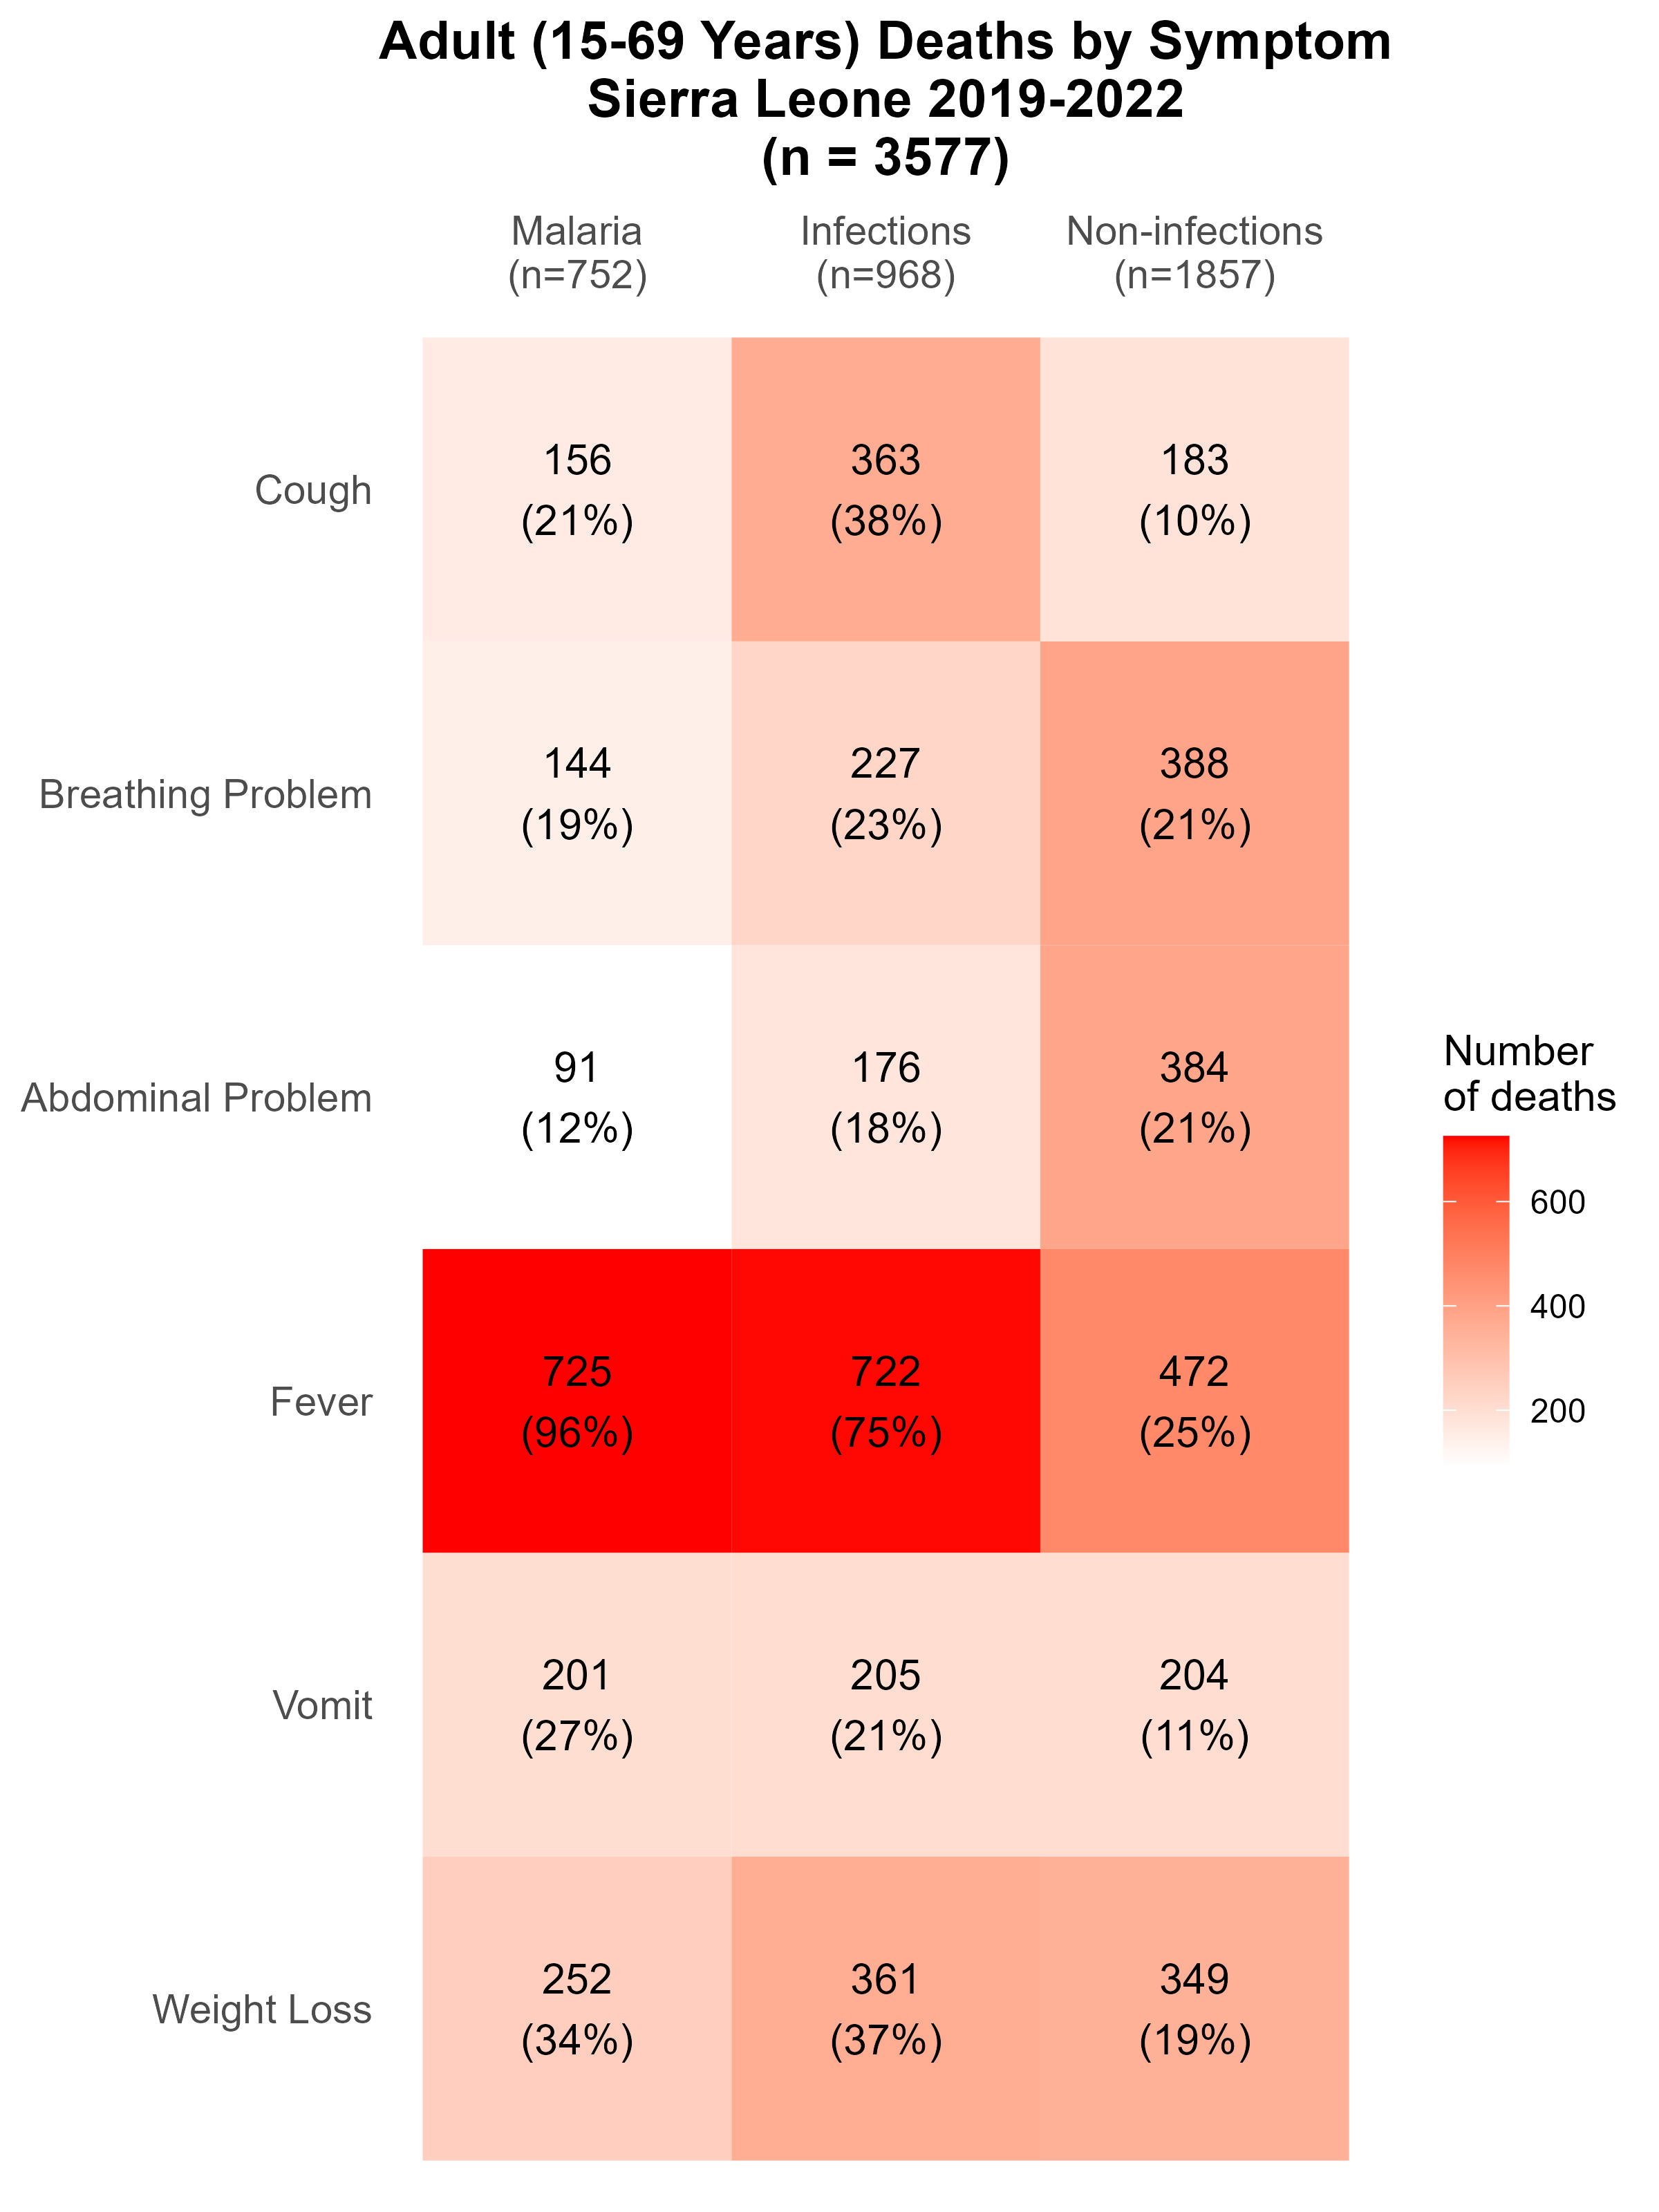 Adult (15-69 Years) Deaths by Symptom
Sierra Leone 2019-2022
(n = 3577)
Malaria
(n=752)
Infections
(n=968)
Non-infections
(n=1857)
Cough
156
(21%)
363
(38%)
183
(10%)
Breathing Problem
144
(19%)
227
(23%)
388
(21%)
Abdominal Problem
91
(12%)
176
(18%)
384
(21%)
Fever
725
(96%)
722
(75%)
472
(25%)
Vomit
201
(27%)
205
(21%)
204
(11%)
Weight Loss
252
(34%)
361
(37%)
349
(19%)
Number
of deaths
600
400
200